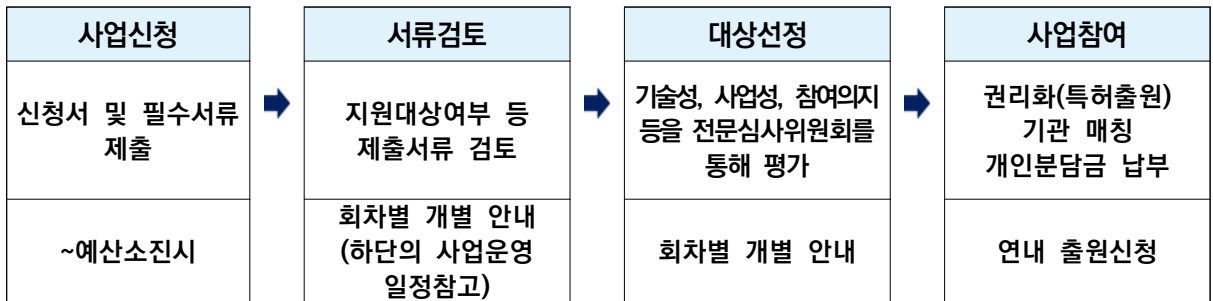 사업신청
신청서 및 필수서류
제출
~예산소진시
서류검토
지원대상여부 등
제출서류 검토
회차별 개별 안내
(하단의 사업운영
일정참고)
대상선정
기술성, 사업성, 참여의지
등을 전문심사위원회를
통해 평가
회차별 개별 안내
사업참여
권리화(특허출원)
기관 매칭
개인분담금 납부
연내 출원신청